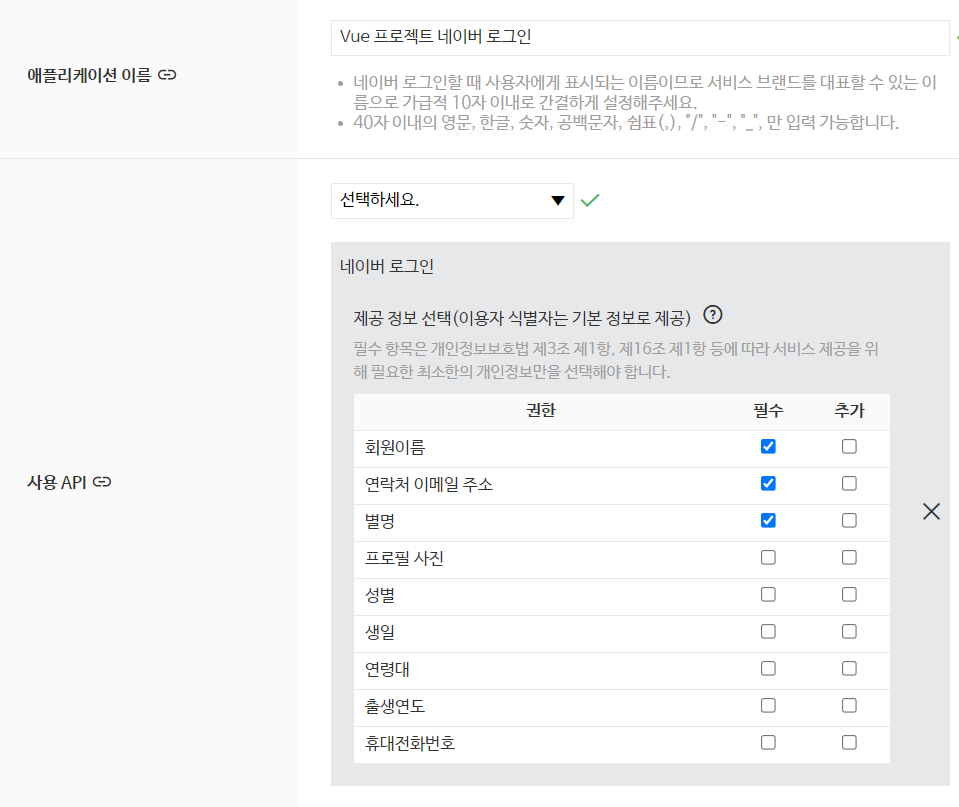 애플리케이션 이름
Vue 프로젝트 네이버 로그인
• 네이버 로그인할 때 사용자에게 표시되는 이름이므로 서비스 브랜드를 대표할 수 있는 이
름으로 가급적 10자 이내로 간결하게 설정해주세요.
• 40자 이내의 영문, 한글, 숫자, 공백문자, 쉼표(,), "/", "-", "_", 만 입력 가능합니다.
사용 API
선택하세요.
네이버 로그인
제공 정보 선택(이용자 식별자는 기본 정보로 제공) ?
필수 항목은 개인정보보호법 제3조 제1항, 제16조 제1항 등에 따라 서비스 제공을 위
해 필요한 최소한의 개인정보만을 선택해야 합니다.
권한 필수 추가
회원이름
연락처 이메일 주소
별명
프로필 사진
성별
생일
연령대
출생연도
휴대전화번호